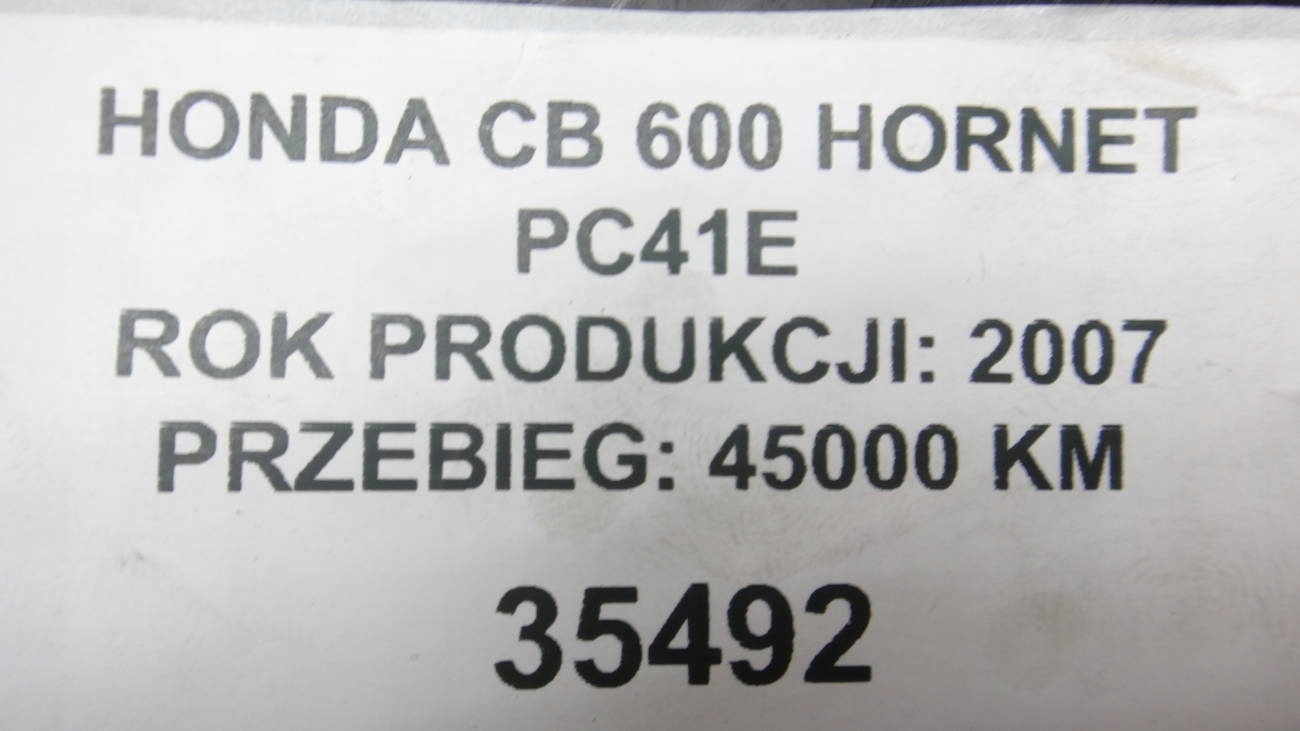 HONDA CB 600 HORNET
PC41E
ROK PRODUKCJI: 2007
PRZEBIEG: 45000 KM
35492